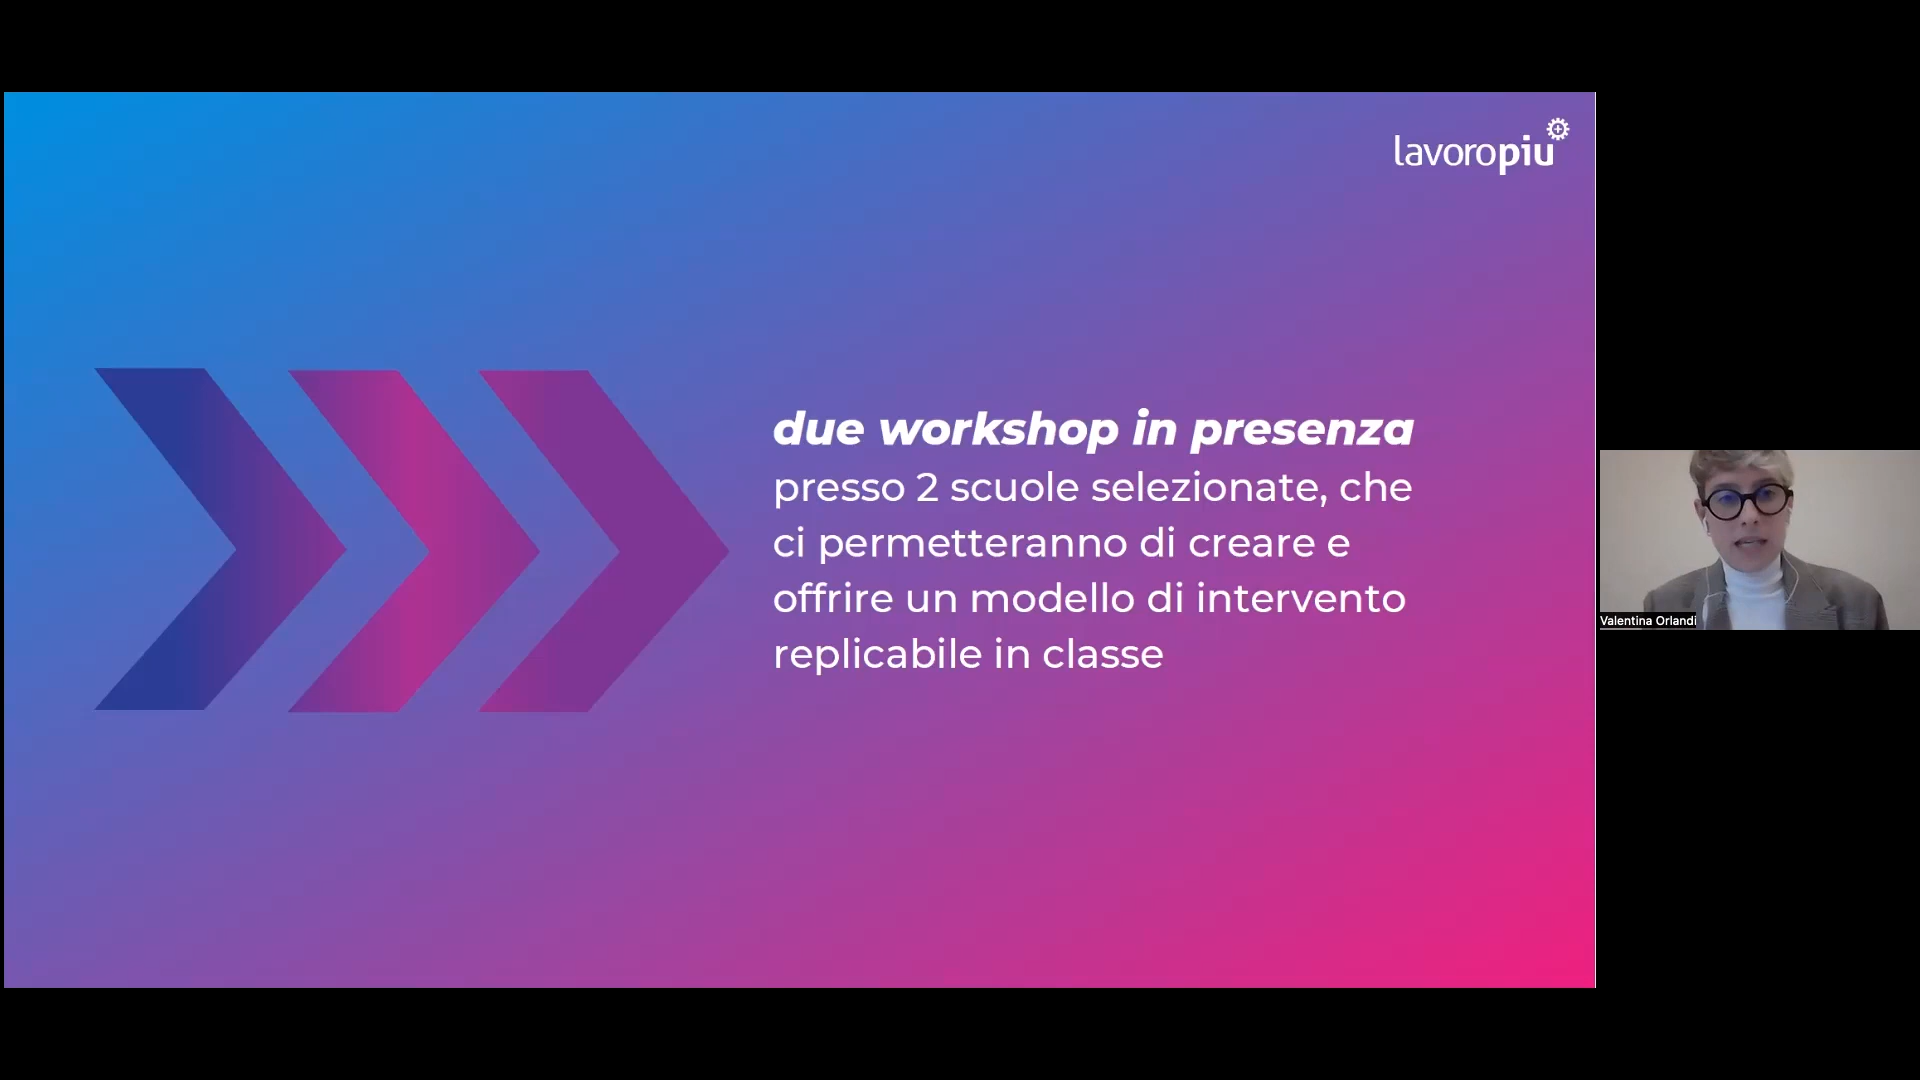 lavoropiu
due workshop in presenza
presso 2 scuole selezionate, che
ci permetteranno di creare e
offrire un modello di intervento
replicabile in classe
Valentina Orlandi